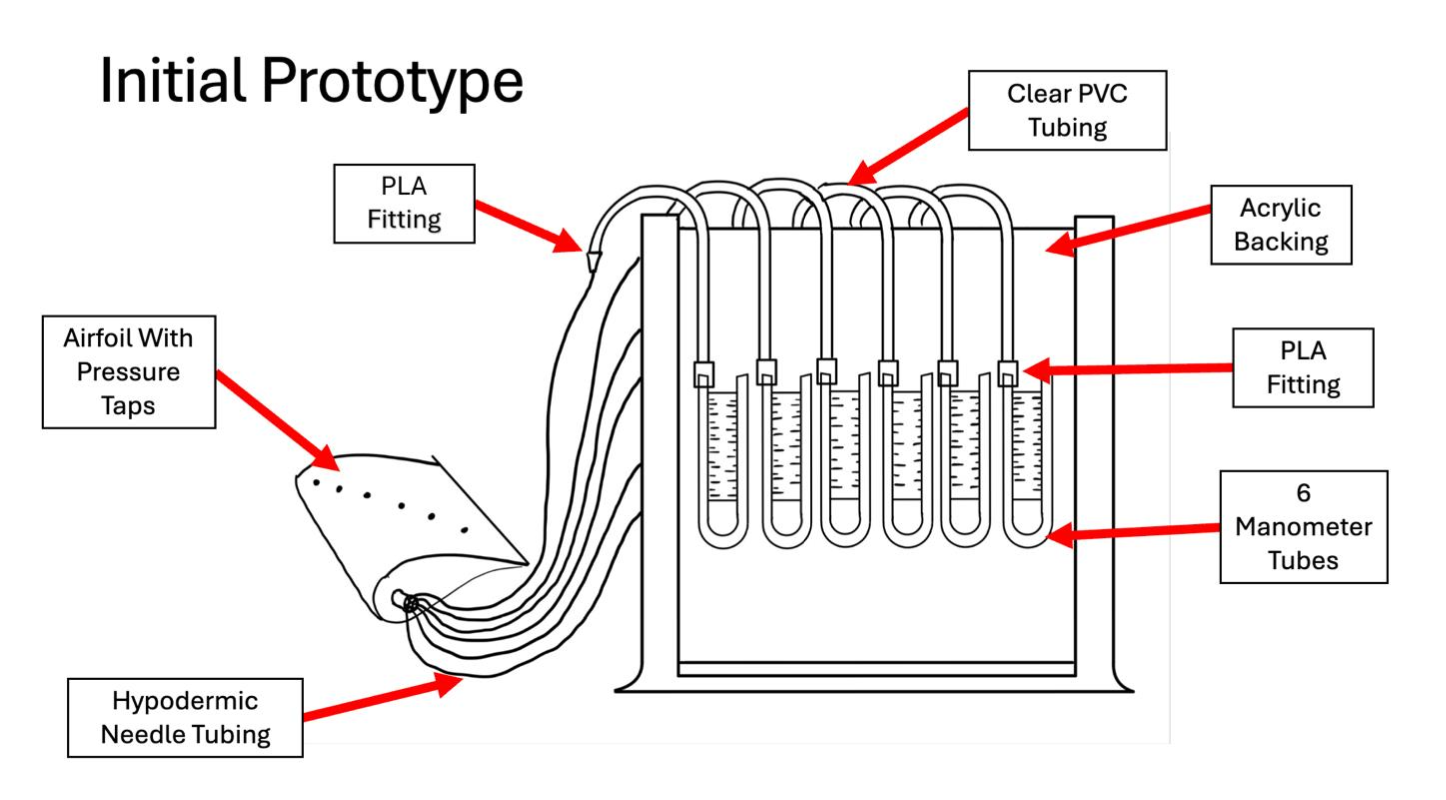 Initial Prototype
Clear PVC
Tubing
PLA
Fitting
Acrylic
Backing
Airfoil With
Pressure
Taps
PLA
Fitting
6
Manometer
Tubes
Hypodermic
Needle Tubing